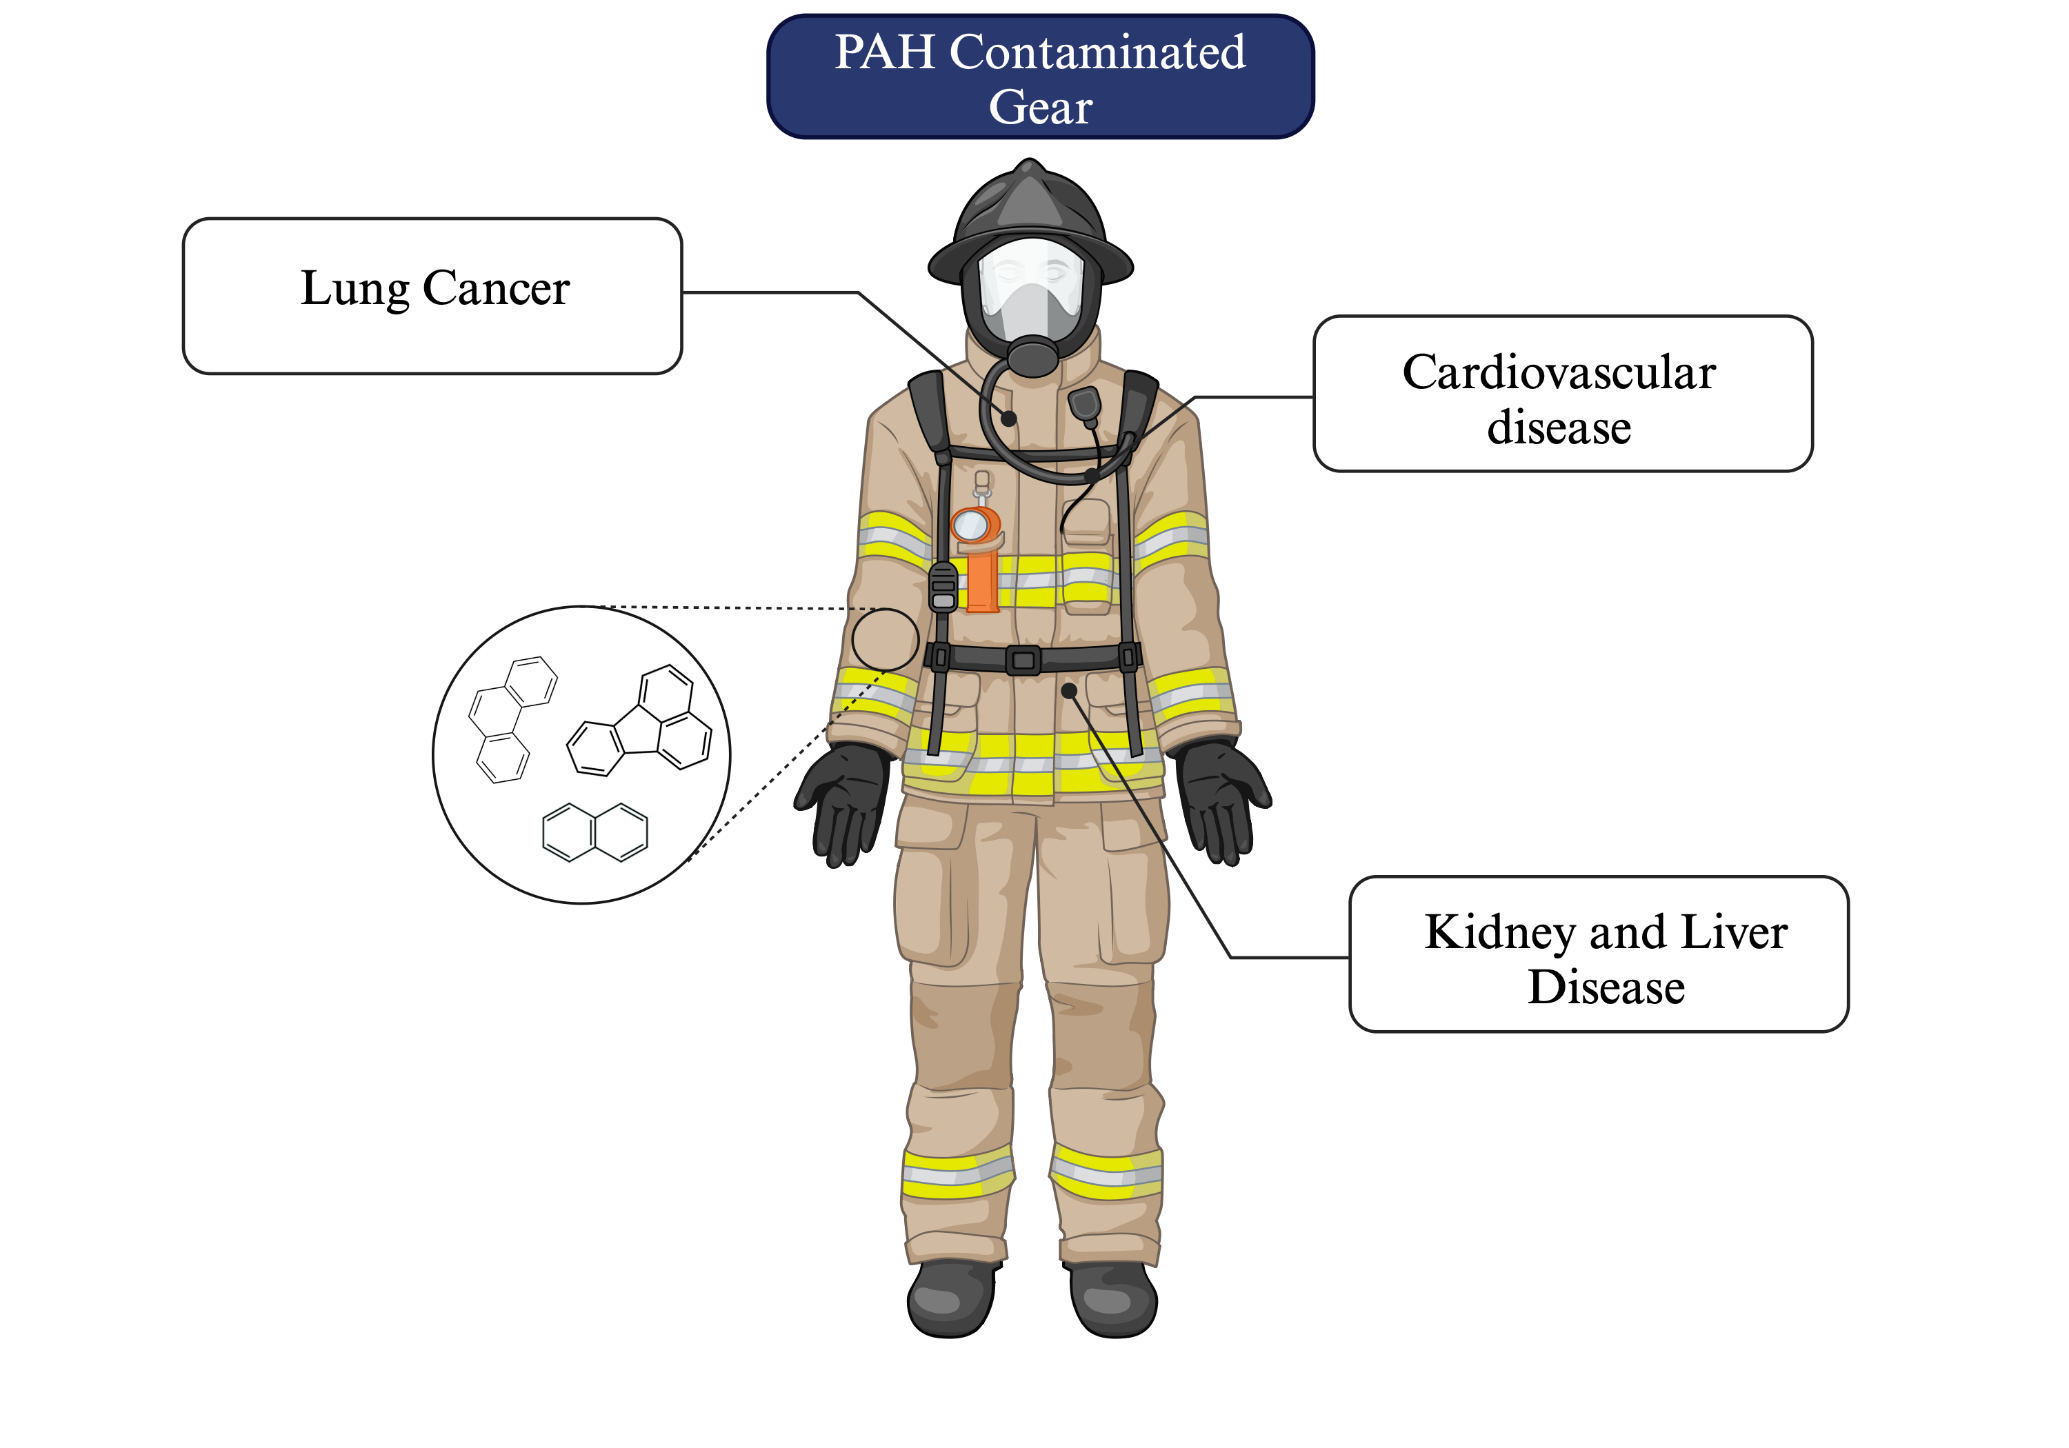 PAH Contaminated
Gear
Lung Cancer
Cardiovascular
disease
Kidney and Liver
Disease